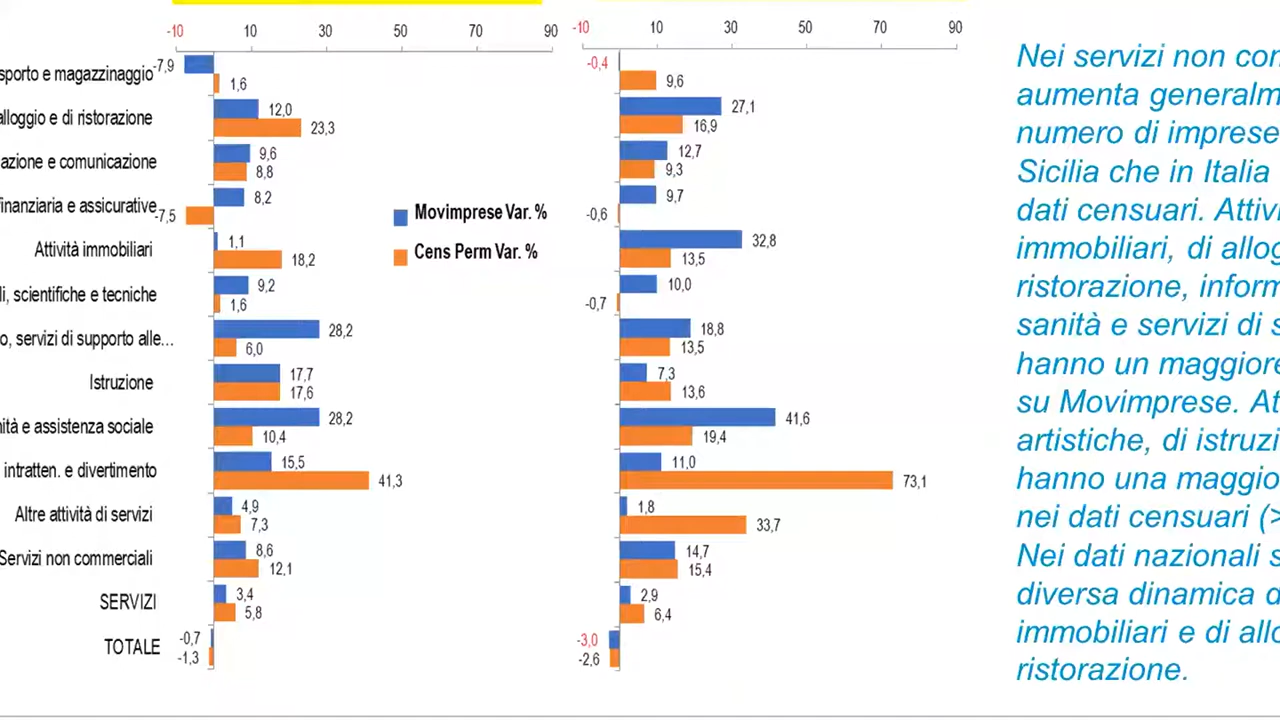 -10 10 30 50 70 90
-10 10 30 50 70 90
sporto e magazzinaggio -7,9 1,6 -0,4 9,6
alloggio e di ristorazione 12,0 23,3 27,1 16,9
azione e comunicazione 9,6 8,8 12,7 9,3
finanziaria e assicurative -7,5 8,2 9,7 -0,6
Attività immobiliari 1,1 18,2 32,8 13,5
li, scientifiche e tecniche 9,2 1,6 10,0 -0,7
o, servizi di supporto alle... 28,2 6,0 18,8 13,5
Istruzione 17,7 17,6 7,3 13,6
nità e assistenza sociale 28,2 10,4 41,6 19,4
intratten. e divertimento 15,5 41,3 11,0 73,1
Altre attività di servizi 4,9 7,3 1,8 33,7
Servizi non commerciali 8,6 12,1 14,7 15,4
SERVIZI 3,4 5,8 2,9 6,4
TOTALE -0,7 -1,3 -3,0 -2,6
Movimprese Var. %
Cens Perm Var. %
Nei servizi non con
aumenta generalm
numero di imprese
Sicilia che in Italia
dati censuari. Attivi
immobiliari, di allog
ristorazione, inform
sanità e servizi di s
hanno un maggiore
su Movimprese. At
artistiche, di istruzi
hanno una maggio
nei dati censuari (>
Nei dati nazionali s
diversa dinamica d
immobiliari e di allo
ristorazione.